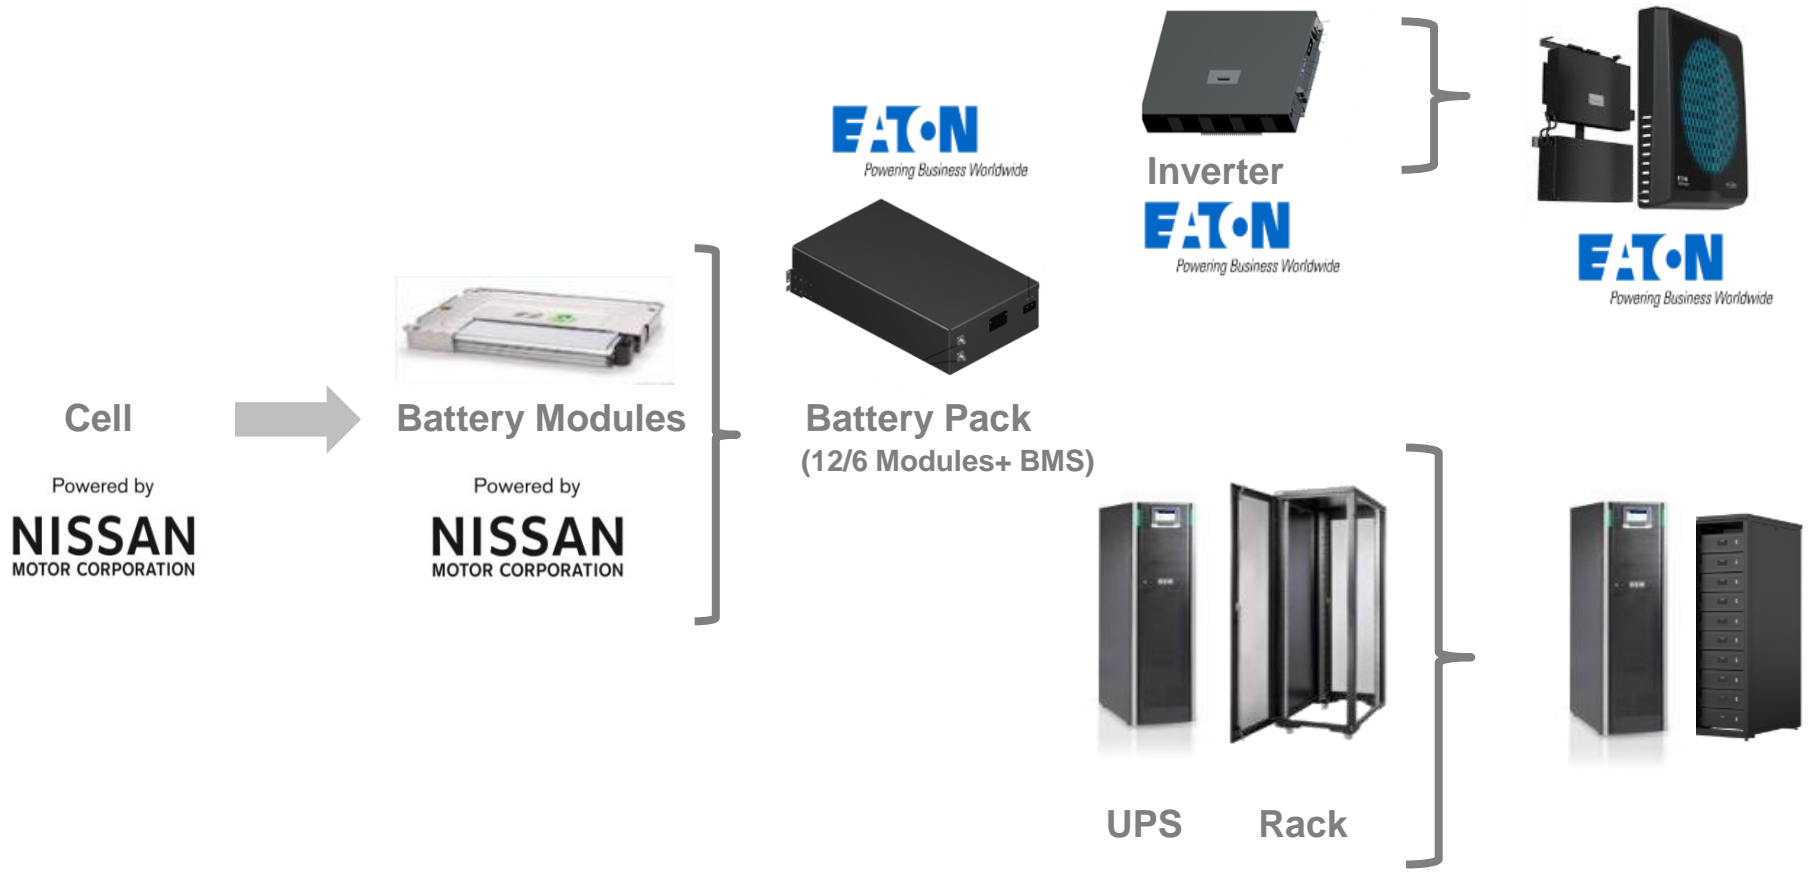 Cell
Powered by
NISSAN
MOTOR CORPORATION
Battery Modules
Powered by
NISSAN
MOTOR CORPORATION
EATON
Powering Business Worldwide
Battery Pack
(12/6 Modules+ BMS)
Inverter
EATON
Powering Business Worldwide
EATON
Powering Business Worldwide
UPS
Rack